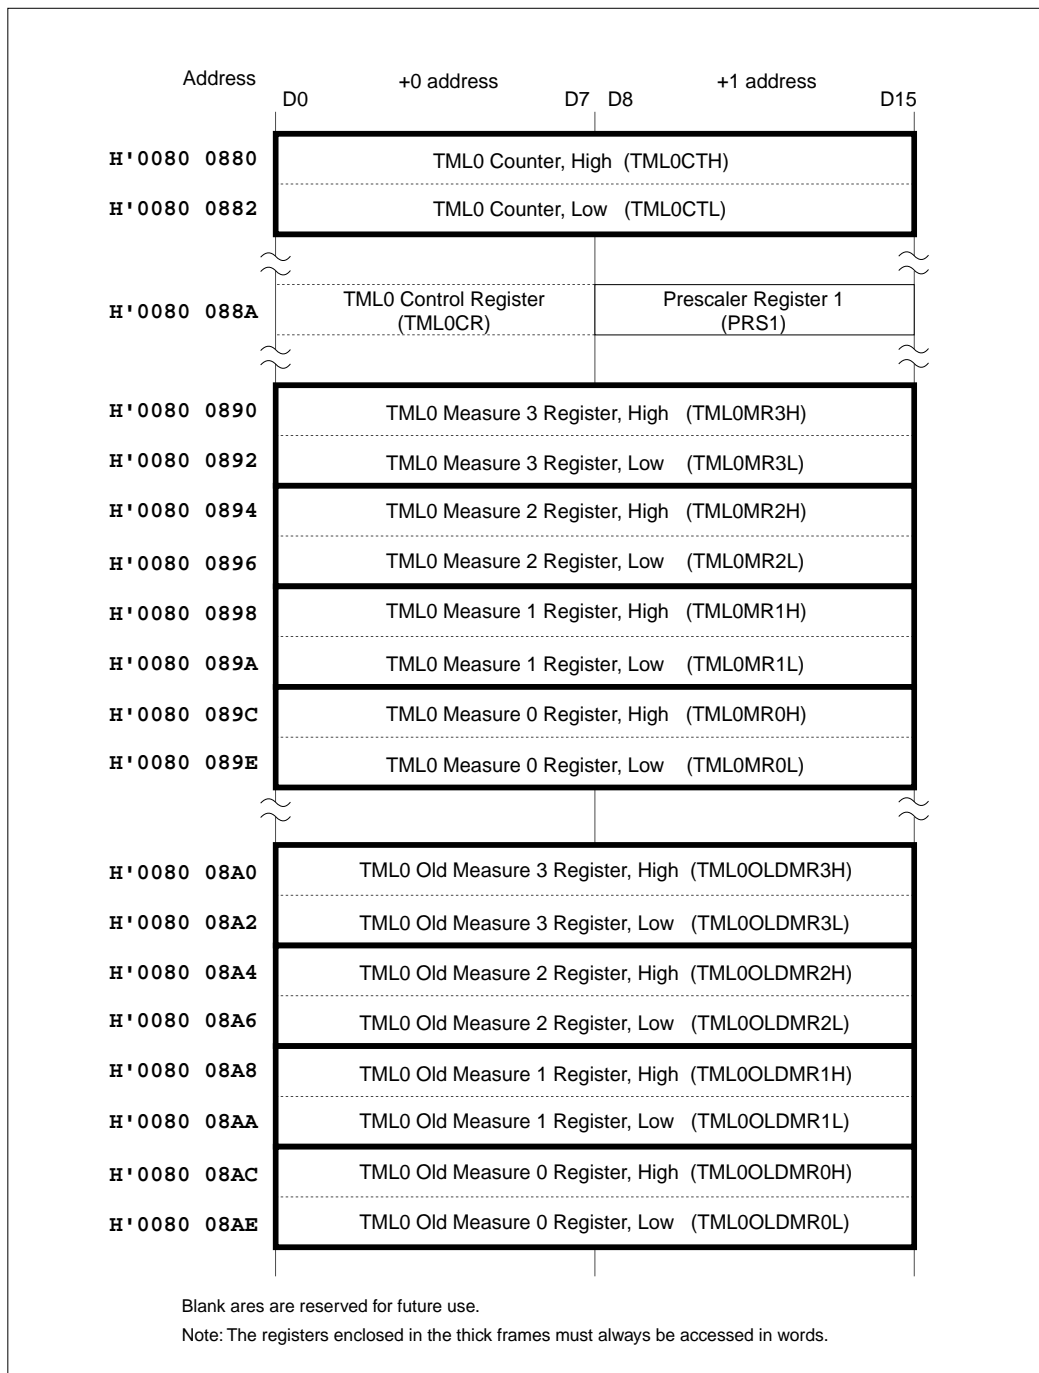 Address +0 address +1 address
D0 D7 D8 D15
H'0080 0880 TML0 Counter, High (TML0CTH)
H'0080 0882 TML0 Counter, Low (TML0CTL)
H'0080 088A TML0 Control Register (TML0CR) Prescaler Register 1 (PRS1)
H'0080 0890 TML0 Measure 3 Register, High (TML0MR3H)
H'0080 0892 TML0 Measure 3 Register, Low (TML0MR3L)
H'0080 0894 TML0 Measure 2 Register, High (TML0MR2H)
H'0080 0896 TML0 Measure 2 Register, Low (TML0MR2L)
H'0080 0898 TML0 Measure 1 Register, High (TML0MR1H)
H'0080 089A TML0 Measure 1 Register, Low (TML0MR1L)
H'0080 089C TML0 Measure 0 Register, High (TML0MR0H)
H'0080 089E TML0 Measure 0 Register, Low (TML0MR0L)
H'0080 08A0 TML0 Old Measure 3 Register, High (TML0OLDMR3H)
H'0080 08A2 TML0 Old Measure 3 Register, Low (TML0OLDMR3L)
H'0080 08A4 TML0 Old Measure 2 Register, High (TML0OLDMR2H)
H'0080 08A6 TML0 Old Measure 2 Register, Low (TML0OLDMR2L)
H'0080 08A8 TML0 Old Measure 1 Register, High (TML0OLDMR1H)
H'0080 08AA TML0 Old Measure 1 Register, Low (TML0OLDMR1L)
H'0080 08AC TML0 Old Measure 0 Register, High (TML0OLDMR0H)
H'0080 08AE TML0 Old Measure 0 Register, Low (TML0OLDMR0L)
Blank ares are reserved for future use.
Note: The registers enclosed in the thick frames must always be accessed in words.